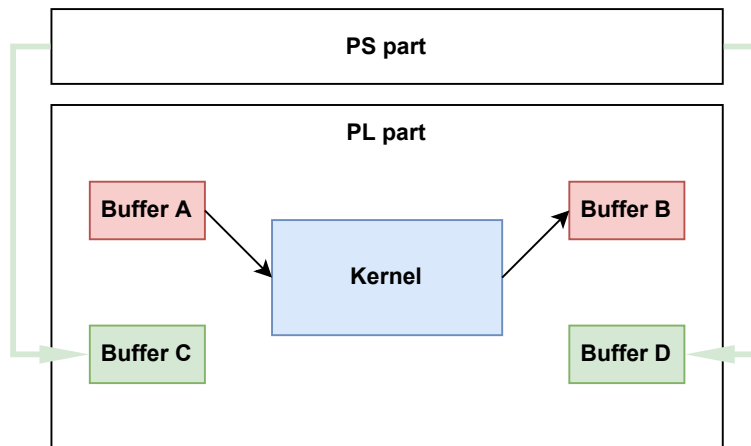 PS part
PL part
Buffer A
Buffer B
Kernel
Buffer C
Buffer D